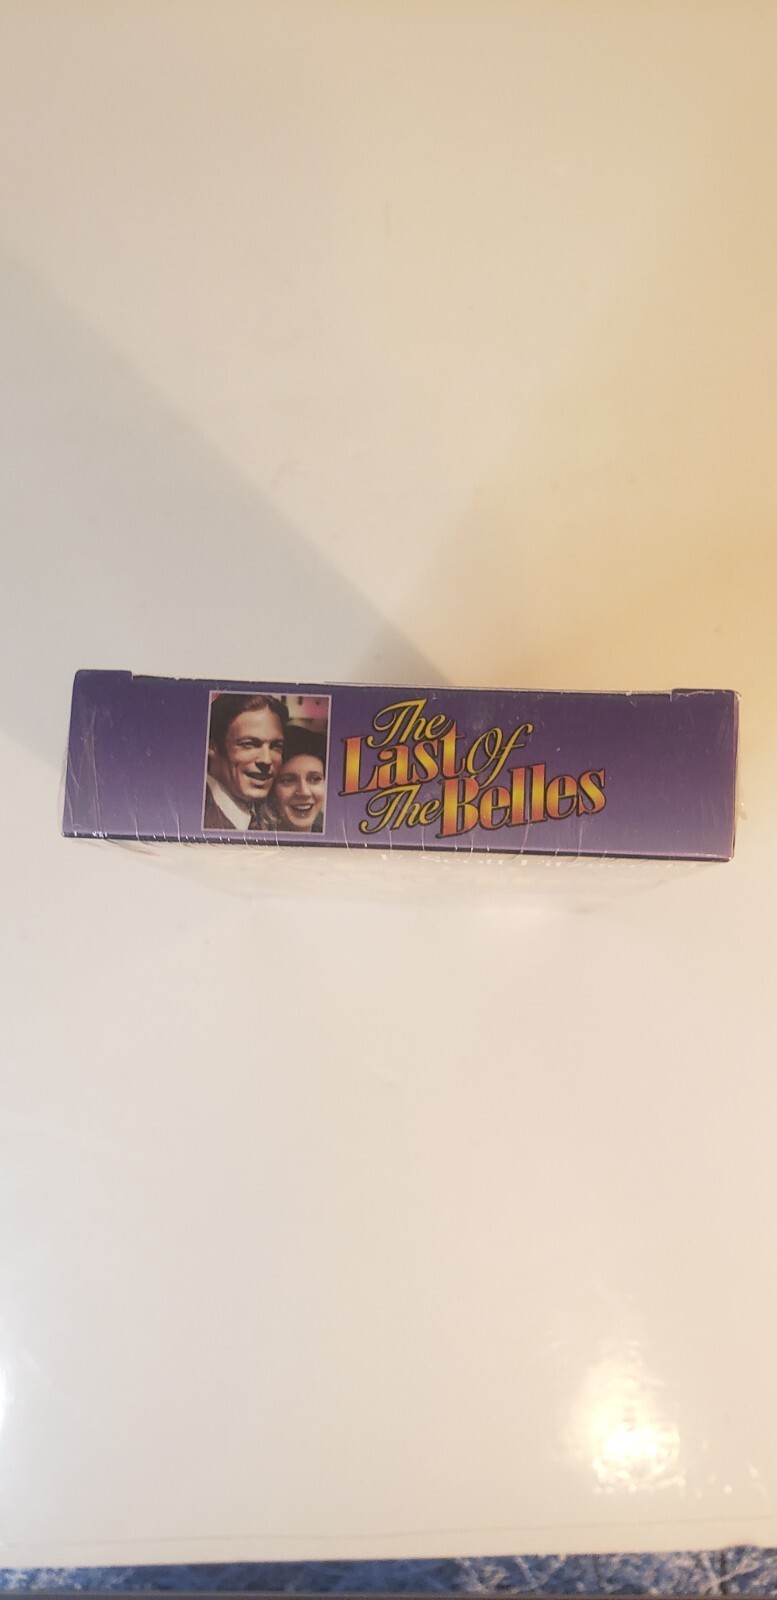 The
Last Of
The Belles